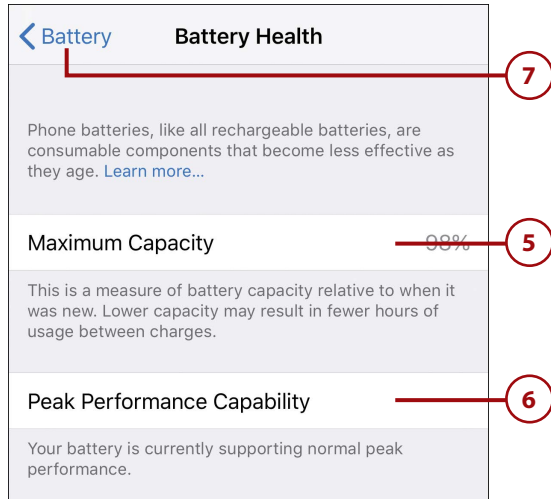 Battery Battery Health
7
Phone batteries, like all rechargeable batteries, are
consumable components that become less effective as
they age. Learn more...
Maximum Capacity 98% 5
This is a measure of battery capacity relative to when it
was new. Lower capacity may result in fewer hours of
usage between charges.
Peak Performance Capability 6
Your battery is currently supporting normal peak
performance.